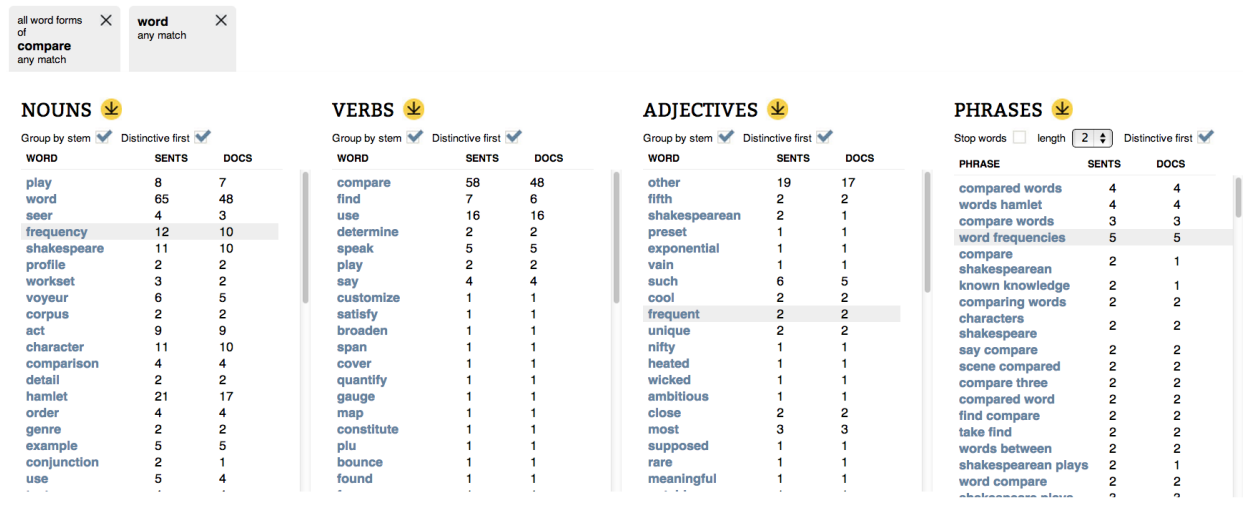 all word forms
of
compare
any match
word
any match
NOUNS
Group by stem Distinctive first
WORD SENTS DOCS
play 8 7
word 65 48
seer 4 3
frequency 12 10
shakespeare 11 10
profile 2 2
workset 3 2
voyeur 6 5
corpus 2 2
act 9 9
character 11 10
comparison 4 4
detail 2 2
hamlet 21 17
order 4 4
genre 2 2
example 5 5
conjunction 2 1
use 5 4
VERBS
Group by stem Distinctive first
WORD SENTS DOCS
compare 58 48
find 7 6
use 16 16
determine 2 2
speak 5 5
play 2 2
say 4 4
customize 1 1
satisfy 1 1
broaden 1 1
span 1 1
cover 1 1
quantify 1 1
gauge 1 1
map 1 1
constitute 1 1
plu 1 1
bounce 1 1
found 1 1
ADJECTIVES
Group by stem Distinctive first
WORD SENTS DOCS
other 19 17
fifth 2 2
shakespearean 2 1
preset 1 1
exponential 1 1
vain 1 1
such 6 5
cool 2 2
frequent 2 2
unique 2 2
nifty 1 1
heated 1 1
wicked 1 1
ambitious 1 1
close 2 2
most 3 3
supposed 1 1
rare 1 1
meaningful 1 1
PHRASES
Stop words length 2 Distinctive first
PHRASE SENTS DOCS
compared words 4 4
words hamlet 4 4
compare words 3 3
word frequencies 5 5
compare
shakespearean 2 1
known knowledge 2 1
comparing words 2 2
characters
shakespeare 2 2
say compare 2 2
scene compared 2 2
compare three 2 2
compared word 2 2
find compare 2 2
take find 2 2
words between 2 2
shakespearean plays 2 1
word compare 2 2